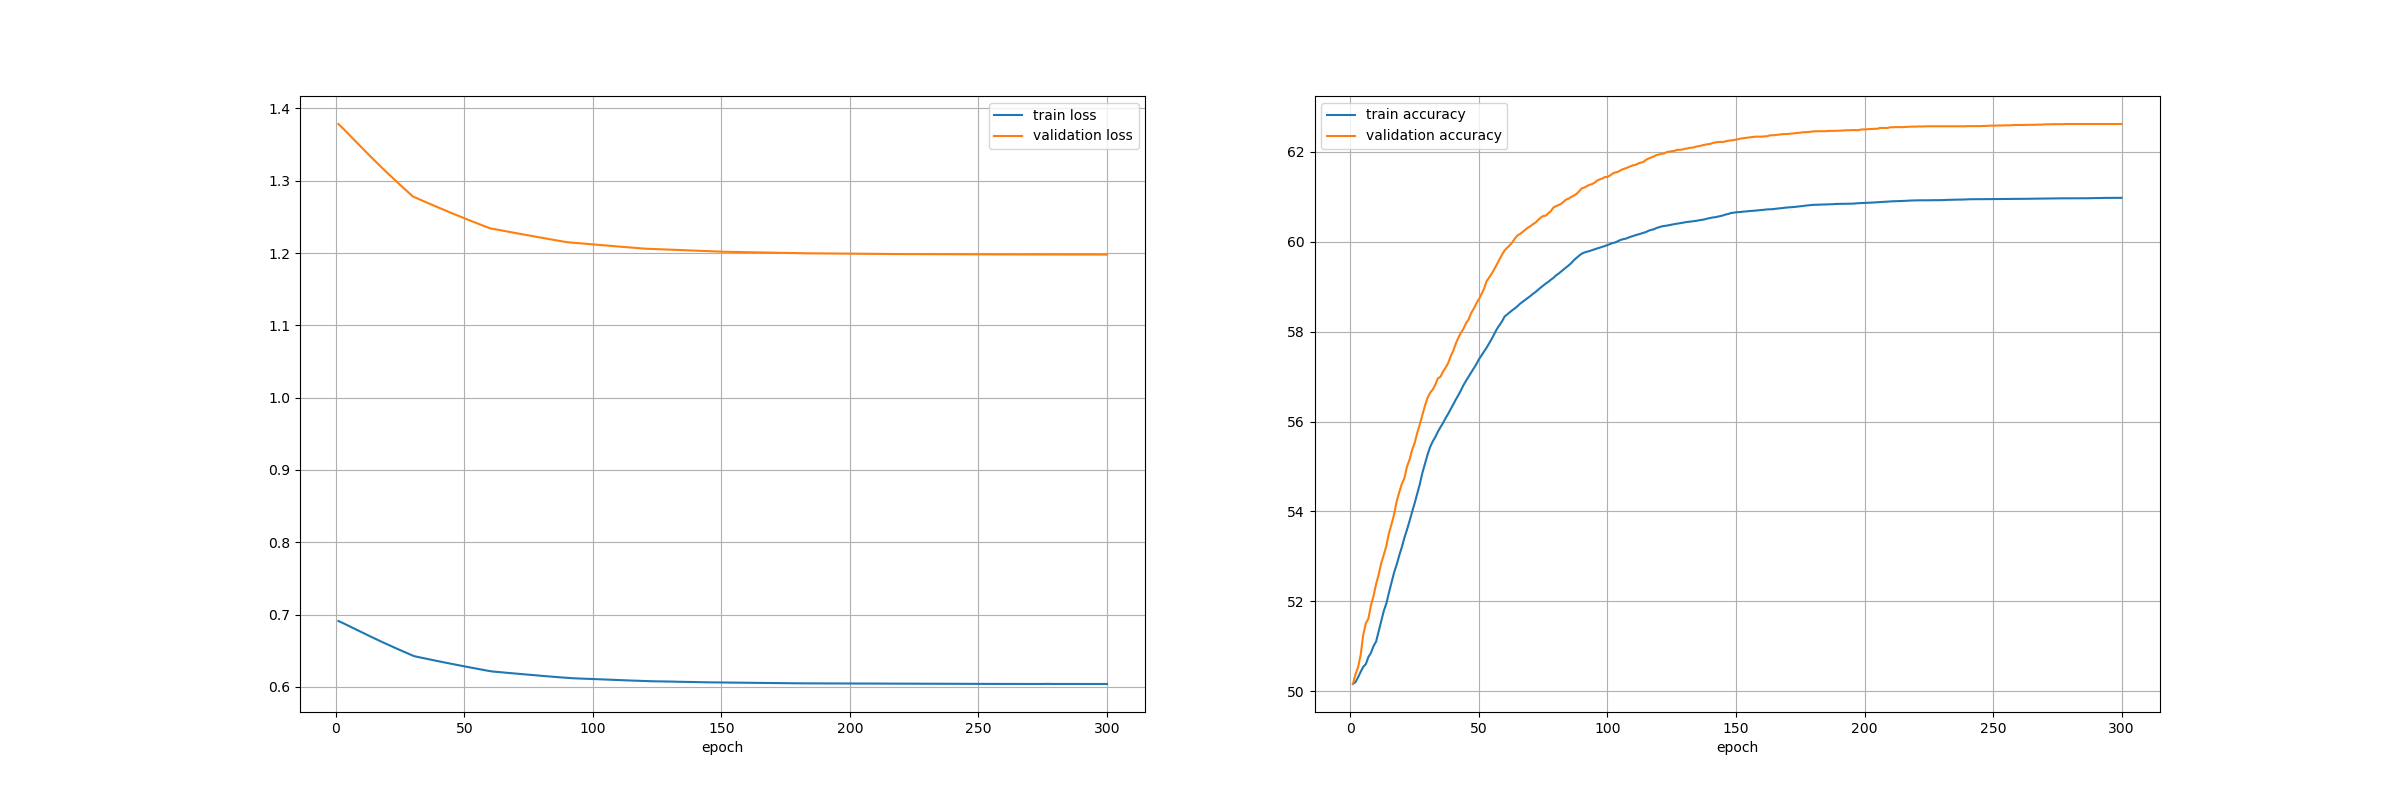 1.4
1.3
1.2
1.1
1.0
0.9
0.8
0.7
0.6
0 50 100 150 200 250 300
epoch
train loss
validation loss
62
60
58
56
54
52
50
0 50 100 150 200 250 300
epoch
train accuracy
validation accuracy